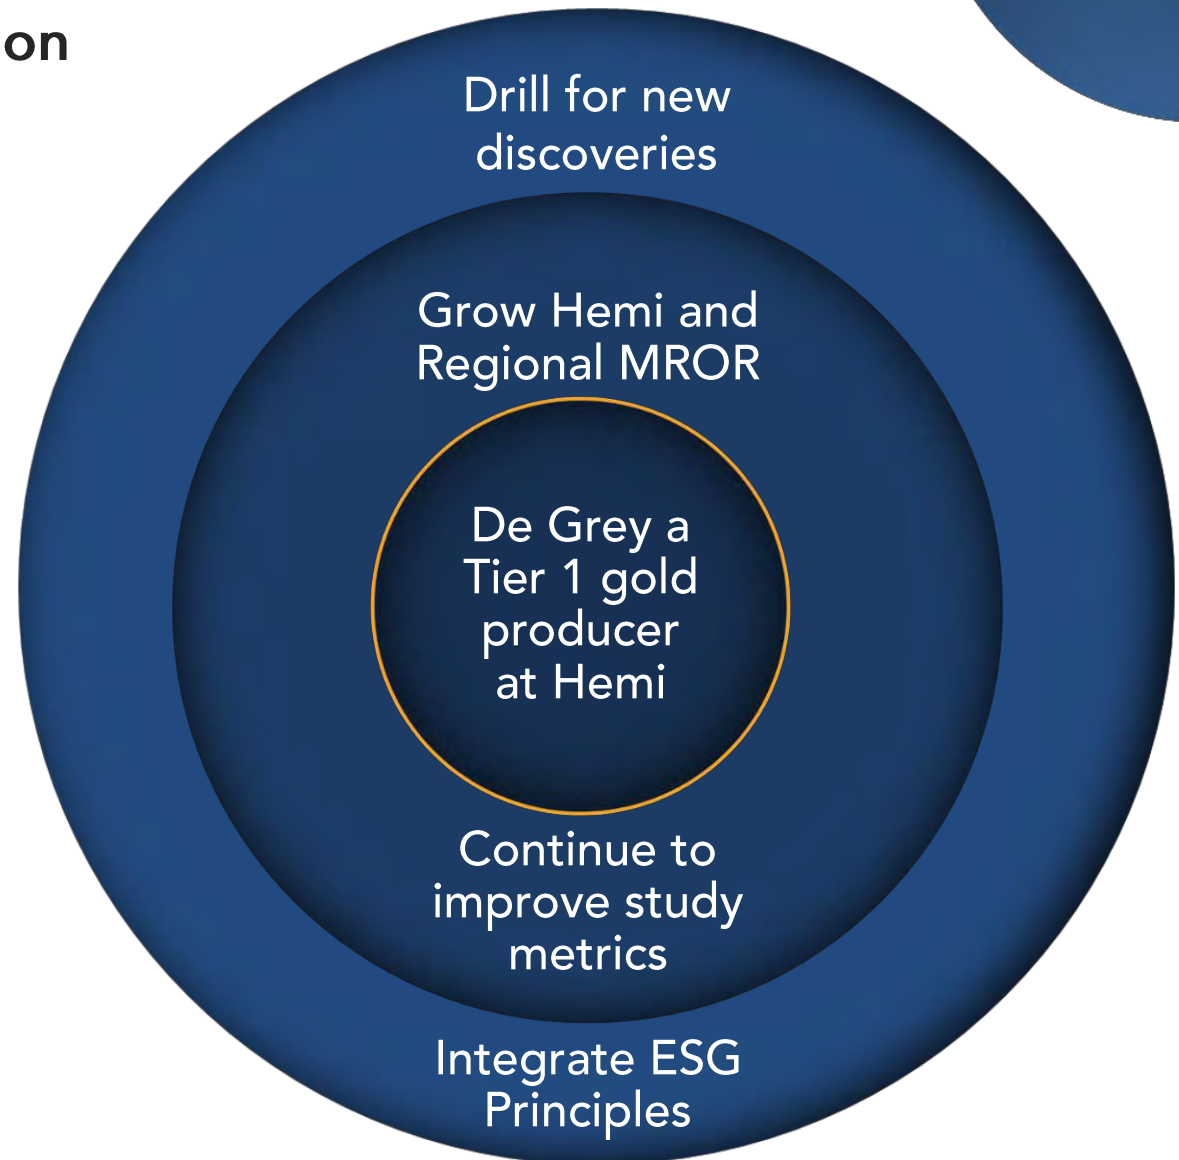 on
Drill for new
discoveries
Grow Hemi and
Regional MROR
De Grey a
Tier 1 gold
producer
at Hemi
Continue to
improve study
metrics
Integrate ESG
Principles